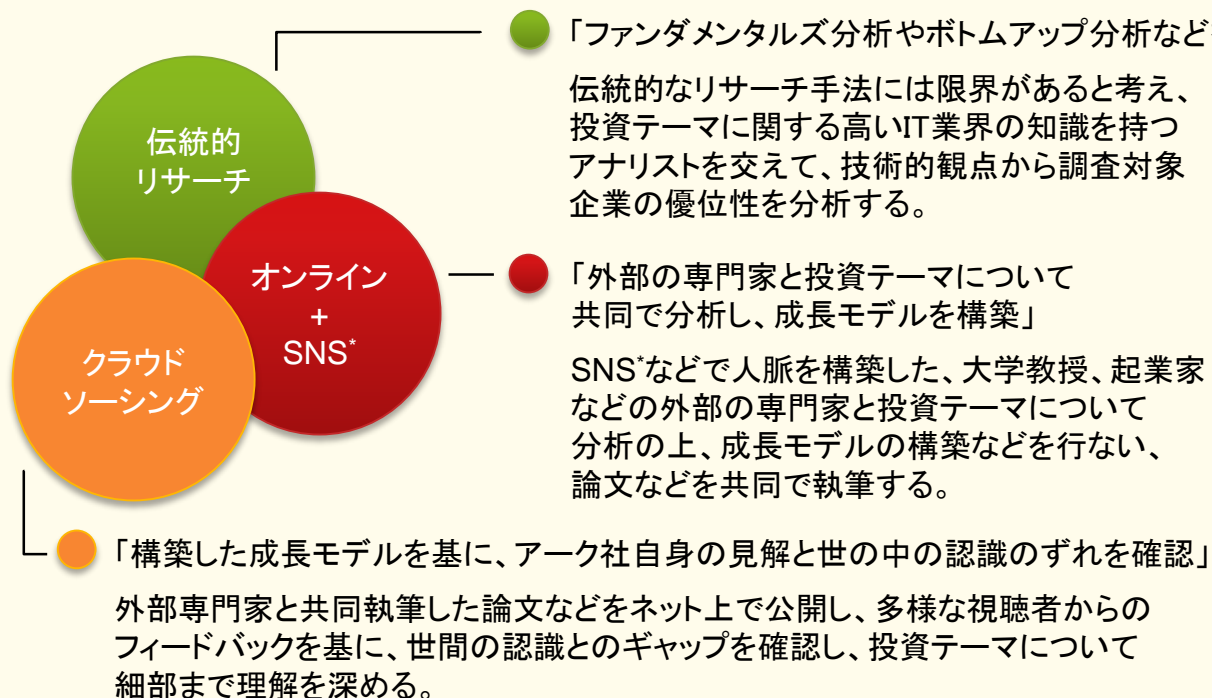 伝統的
リサーチ
オンライン
+
SNS*
クラウド
ソーシング
「ファンダメンタルズ分析やボトムアップ分析など
伝統的なリサーチ手法には限界があると考え、
投資テーマに関する高いIT業界の知識を持つ
アナリストを交えて、技術的観点から調査対象
企業の優位性を分析する。
「外部の専門家と投資テーマについて
共同で分析し、成長モデルを構築」
SNS*などで人脈を構築した、大学教授、起業家
などの外部の専門家と投資テーマについて
分析の上、成長モデルの構築などを行ない、
論文などを共同で執筆する。
「構築した成長モデルを基に、アーク社自身の見解と世の中の認識のずれを確認」
外部専門家と共同執筆した論文などをネット上で公開し、多様な視聴者からの
フィードバックを基に、世間の認識とのギャップを確認し、投資テーマについて
細部まで理解を深める。